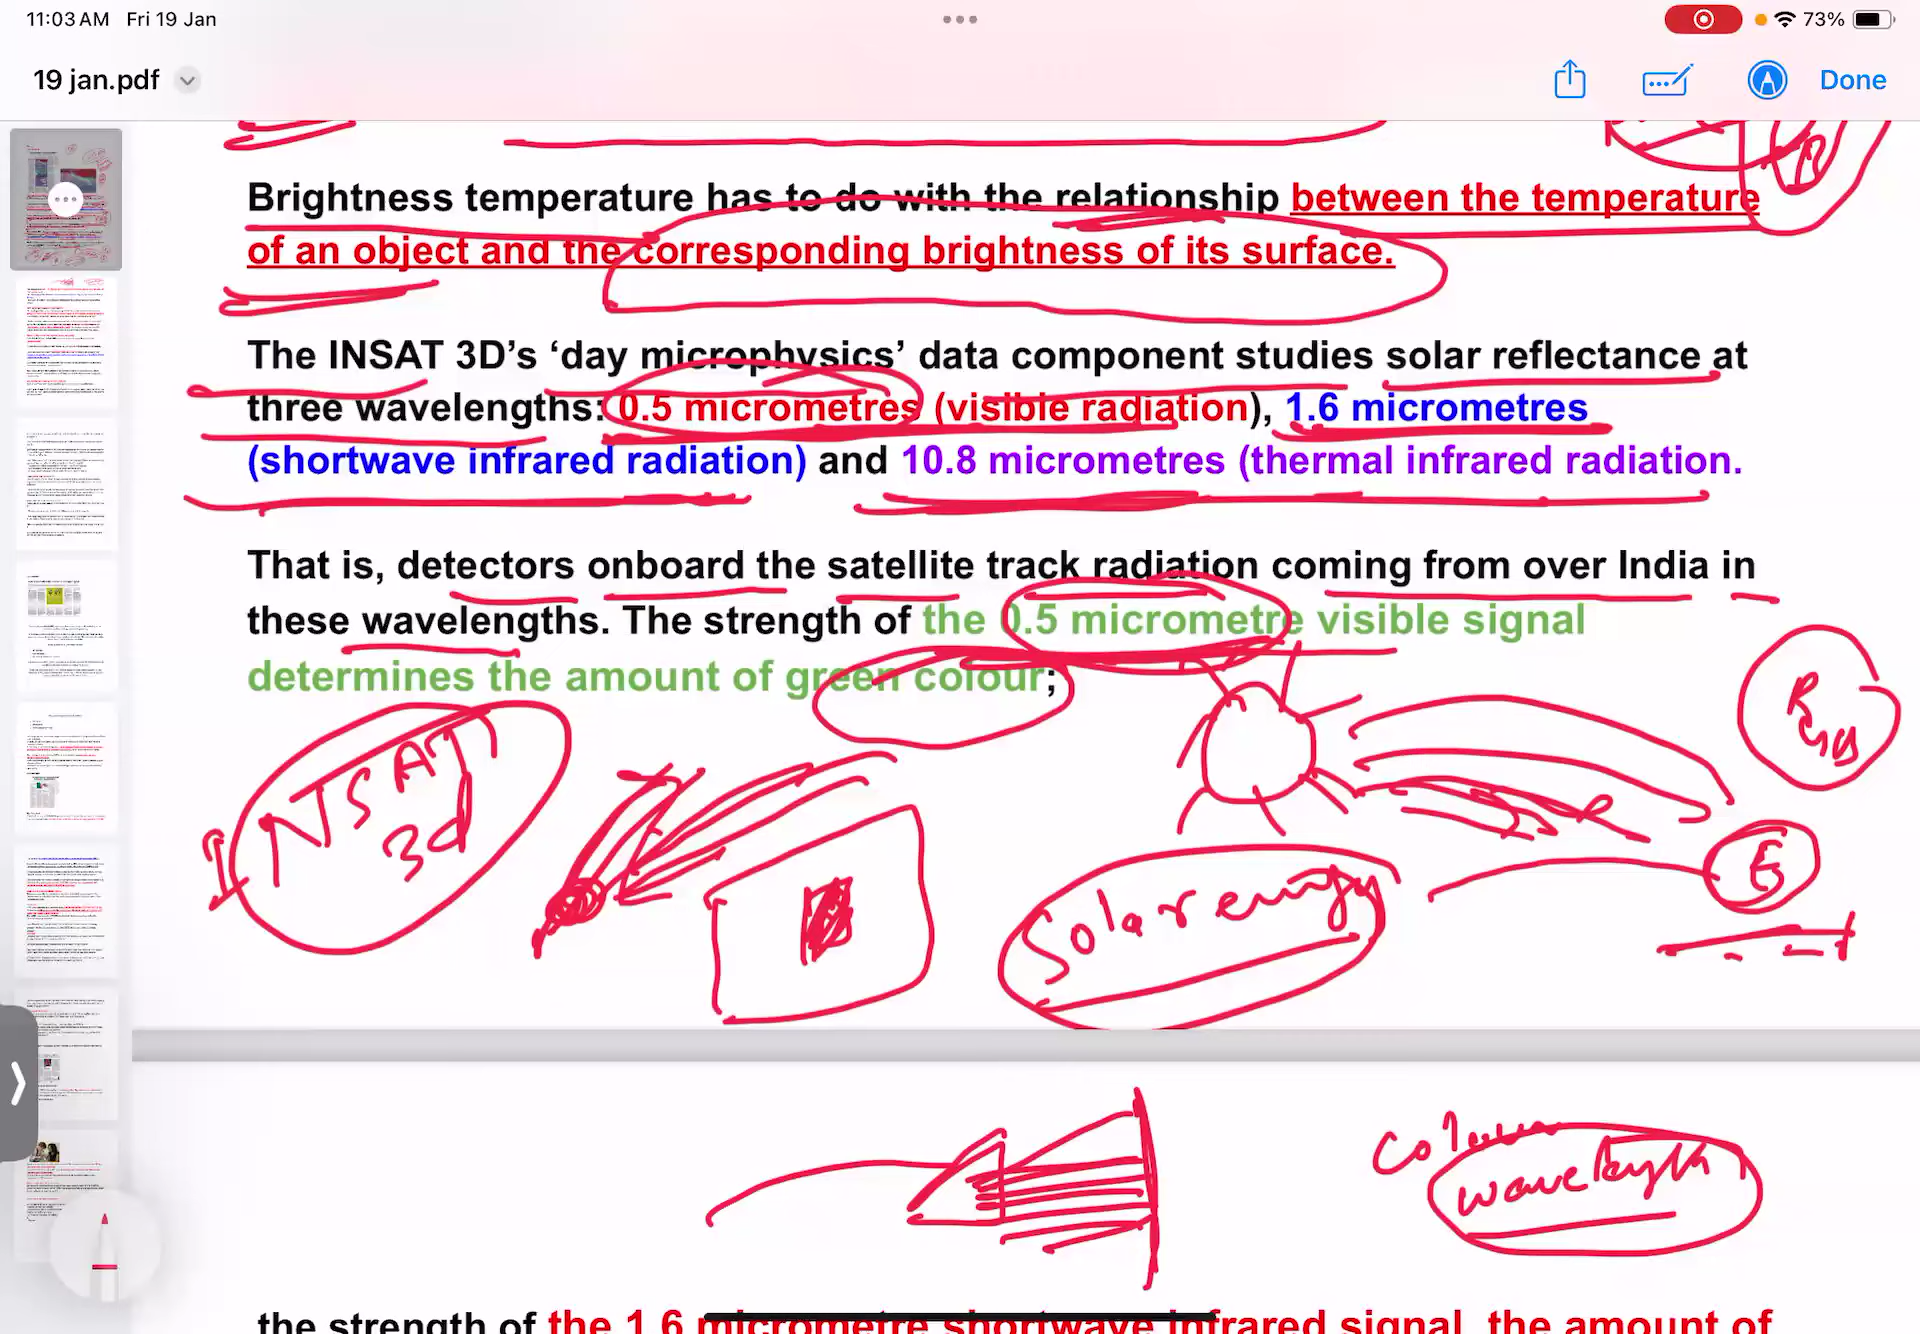 11:03 AM Fri 19 Jan
73%
19 jan.pdf
Done
Brightness temperature has to do with the relationship between the temperature
of an object and the corresponding brightness of its surface.
The INSAT 3D’s ‘day microphysics’ data component studies solar reflectance at
three wavelengths: 0.5 micrometres (visible radiation), 1.6 micrometres
(shortwave infrared radiation) and 10.8 micrometres (thermal infrared radiation.
That is, detectors onboard the satellite track radiation coming from over India in
these wavelengths. The strength of the 0.5 micrometre visible signal
determines the amount of green colour;
RGB
INSAT
3d
E
Solar energy
Colour
wavelength
the strength of the 1.6 micrometre shortwave infrared signal, the amount of